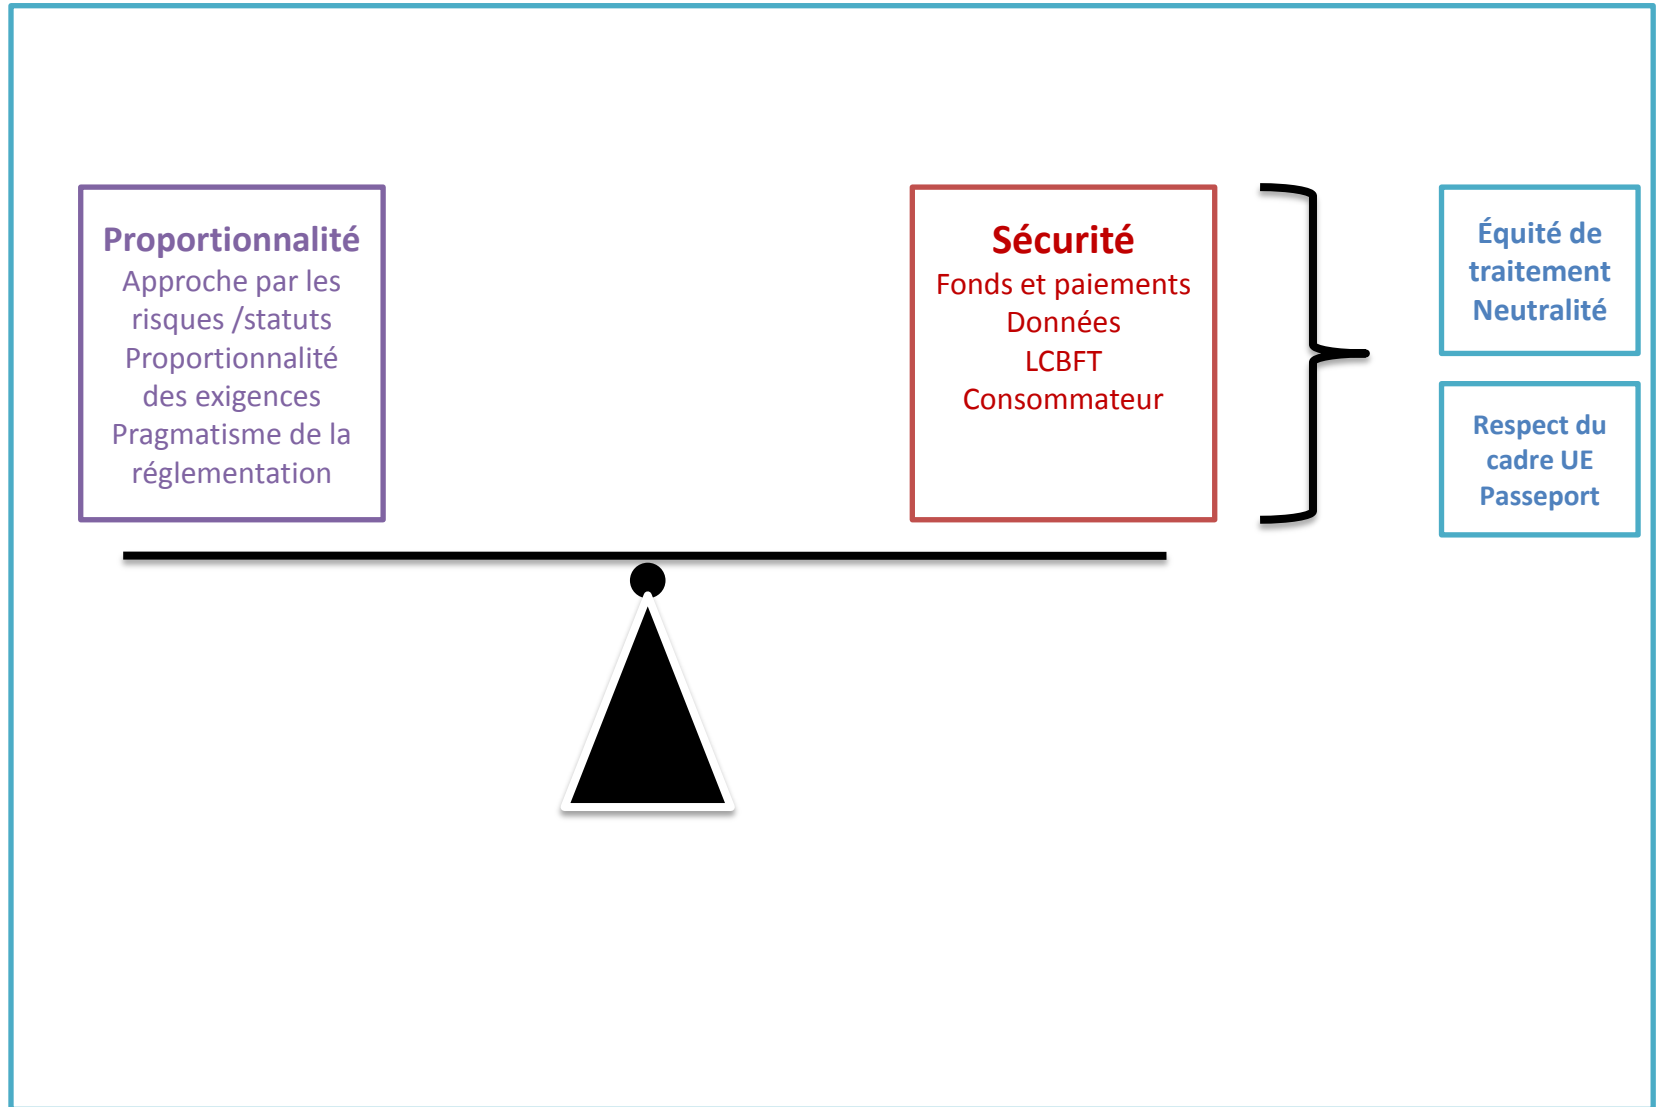 Proportionnalité
Approche par les
risques /statuts
Proportionnalité
des exigences
Pragmatisme de la
réglementation
Sécurité
Fonds et paiements
Données
LCBFT
Consommateur
Équité de
traitement
Neutralité
Respect du
cadre UE
Passeport